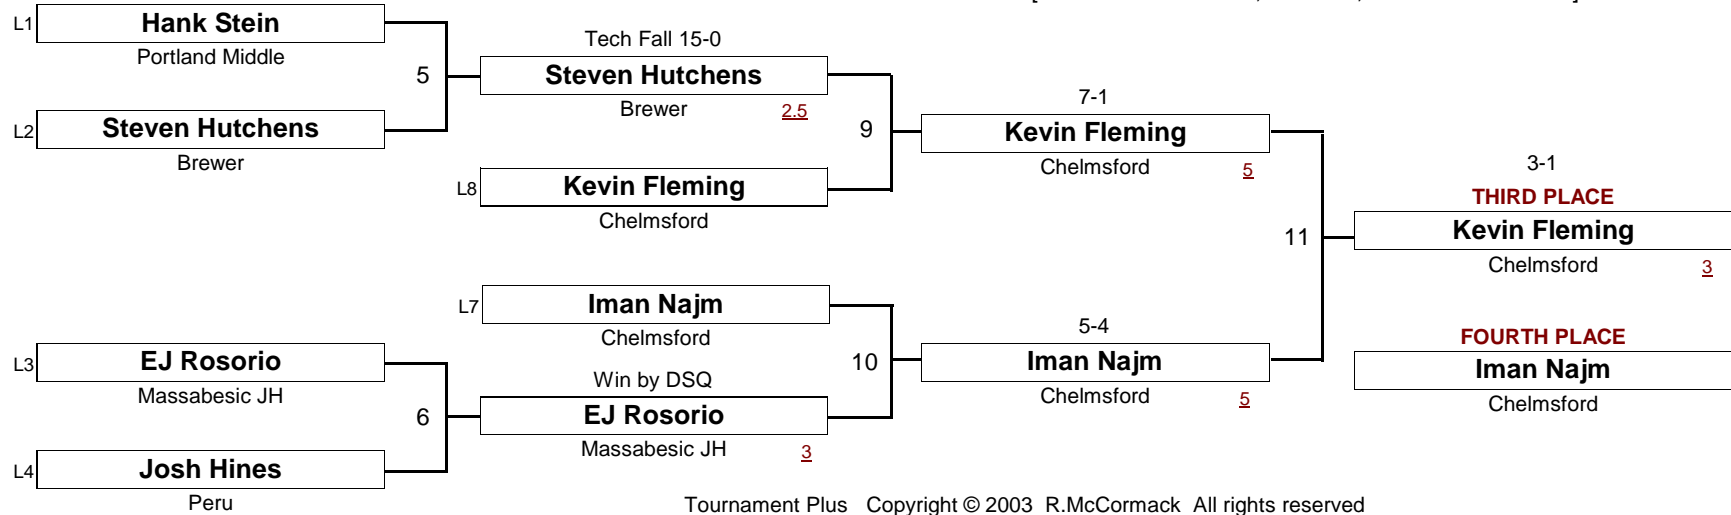 L1 Hank Stein
Portland Middle
5
L2 Steven Hutchens
Brewer
Tech Fall 15-0
Steven Hutchens
Brewer 2.5
9
L8 Kevin Fleming
Chelmsford
7-1
Kevin Fleming
Chelmsford 5
L3 EJ Rosorio
Massabesic JH
6
L4 Josh Hines
Peru
L7 Iman Najm
Chelmsford
10
Win by DSQ
EJ Rosorio
Massabesic JH 3
5-4
Iman Najm
Chelmsford 5
11
3-1
THIRD PLACE
Kevin Fleming
Chelmsford 3
FOURTH PLACE
Iman Najm
Chelmsford
Tournament Plus Copyright © 2003 R.McCormack All rights reserved